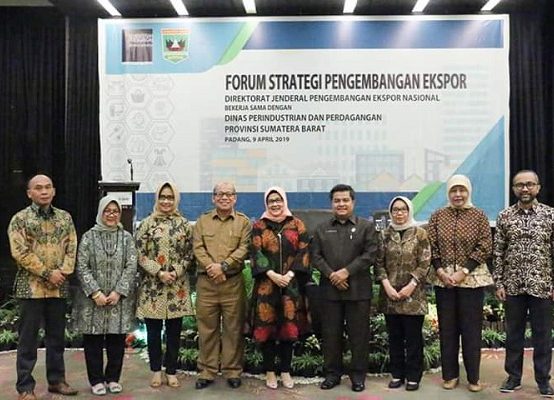 FORUM STRATEGI PENGEMBANGAN EKSPOR
DIREKTORAT JENDERAL PENGEMBANGAN EKSPOR NASIONAL
BEKERJA SAMA DENGAN
DINAS PERINDUSTRIAN DAN PERDAGANGAN
PROVINSI SUMATERA BARAT
PADANG, 9 APRIL 2019